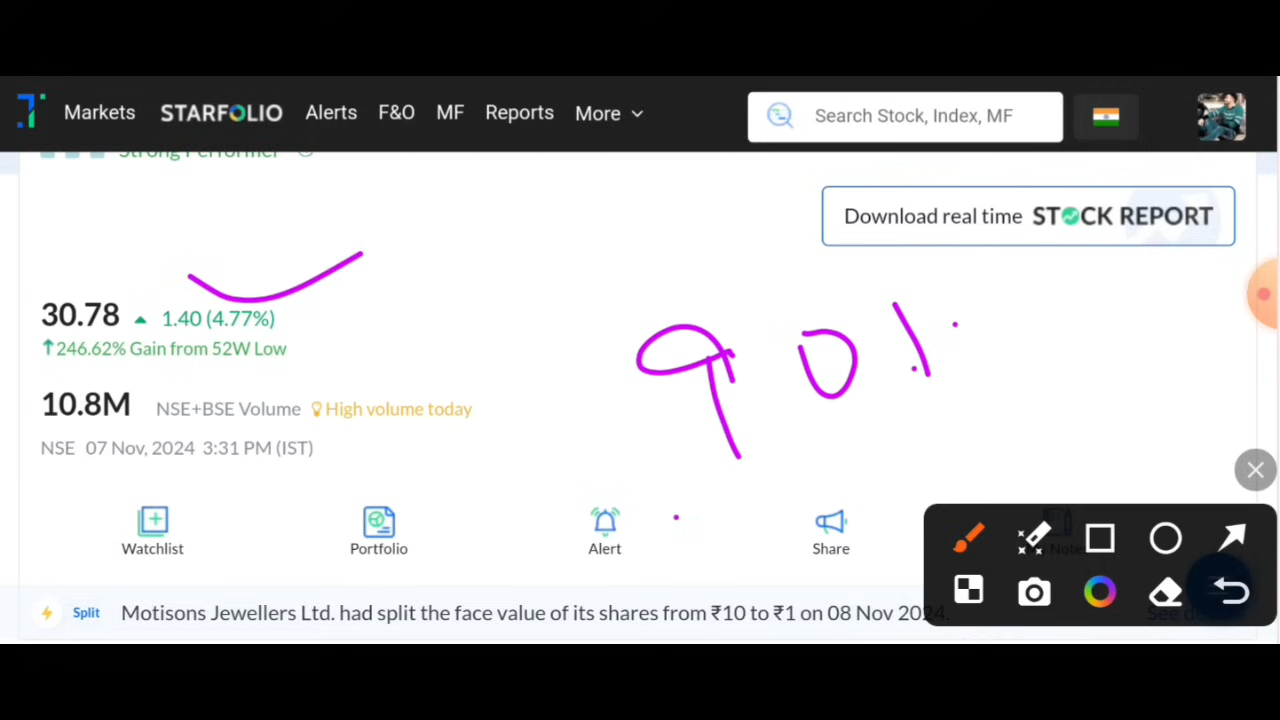 Markets STARFOLIO Alerts F&O MF Reports More Search Stock, Index, MF
Strong Performer
Download real time STOCK REPORT
30.78 1.40 (4.77%)
246.62% Gain from 52W Low
90%
10.8M NSE+BSE Volume High volume today
NSE 07 Nov, 2024 3:31 PM (IST)
Watchlist Portfolio Alert Share
Split Motisons Jewellers Ltd. had split the face value of its shares from ₹10 to ₹1 on 08 Nov 2024.